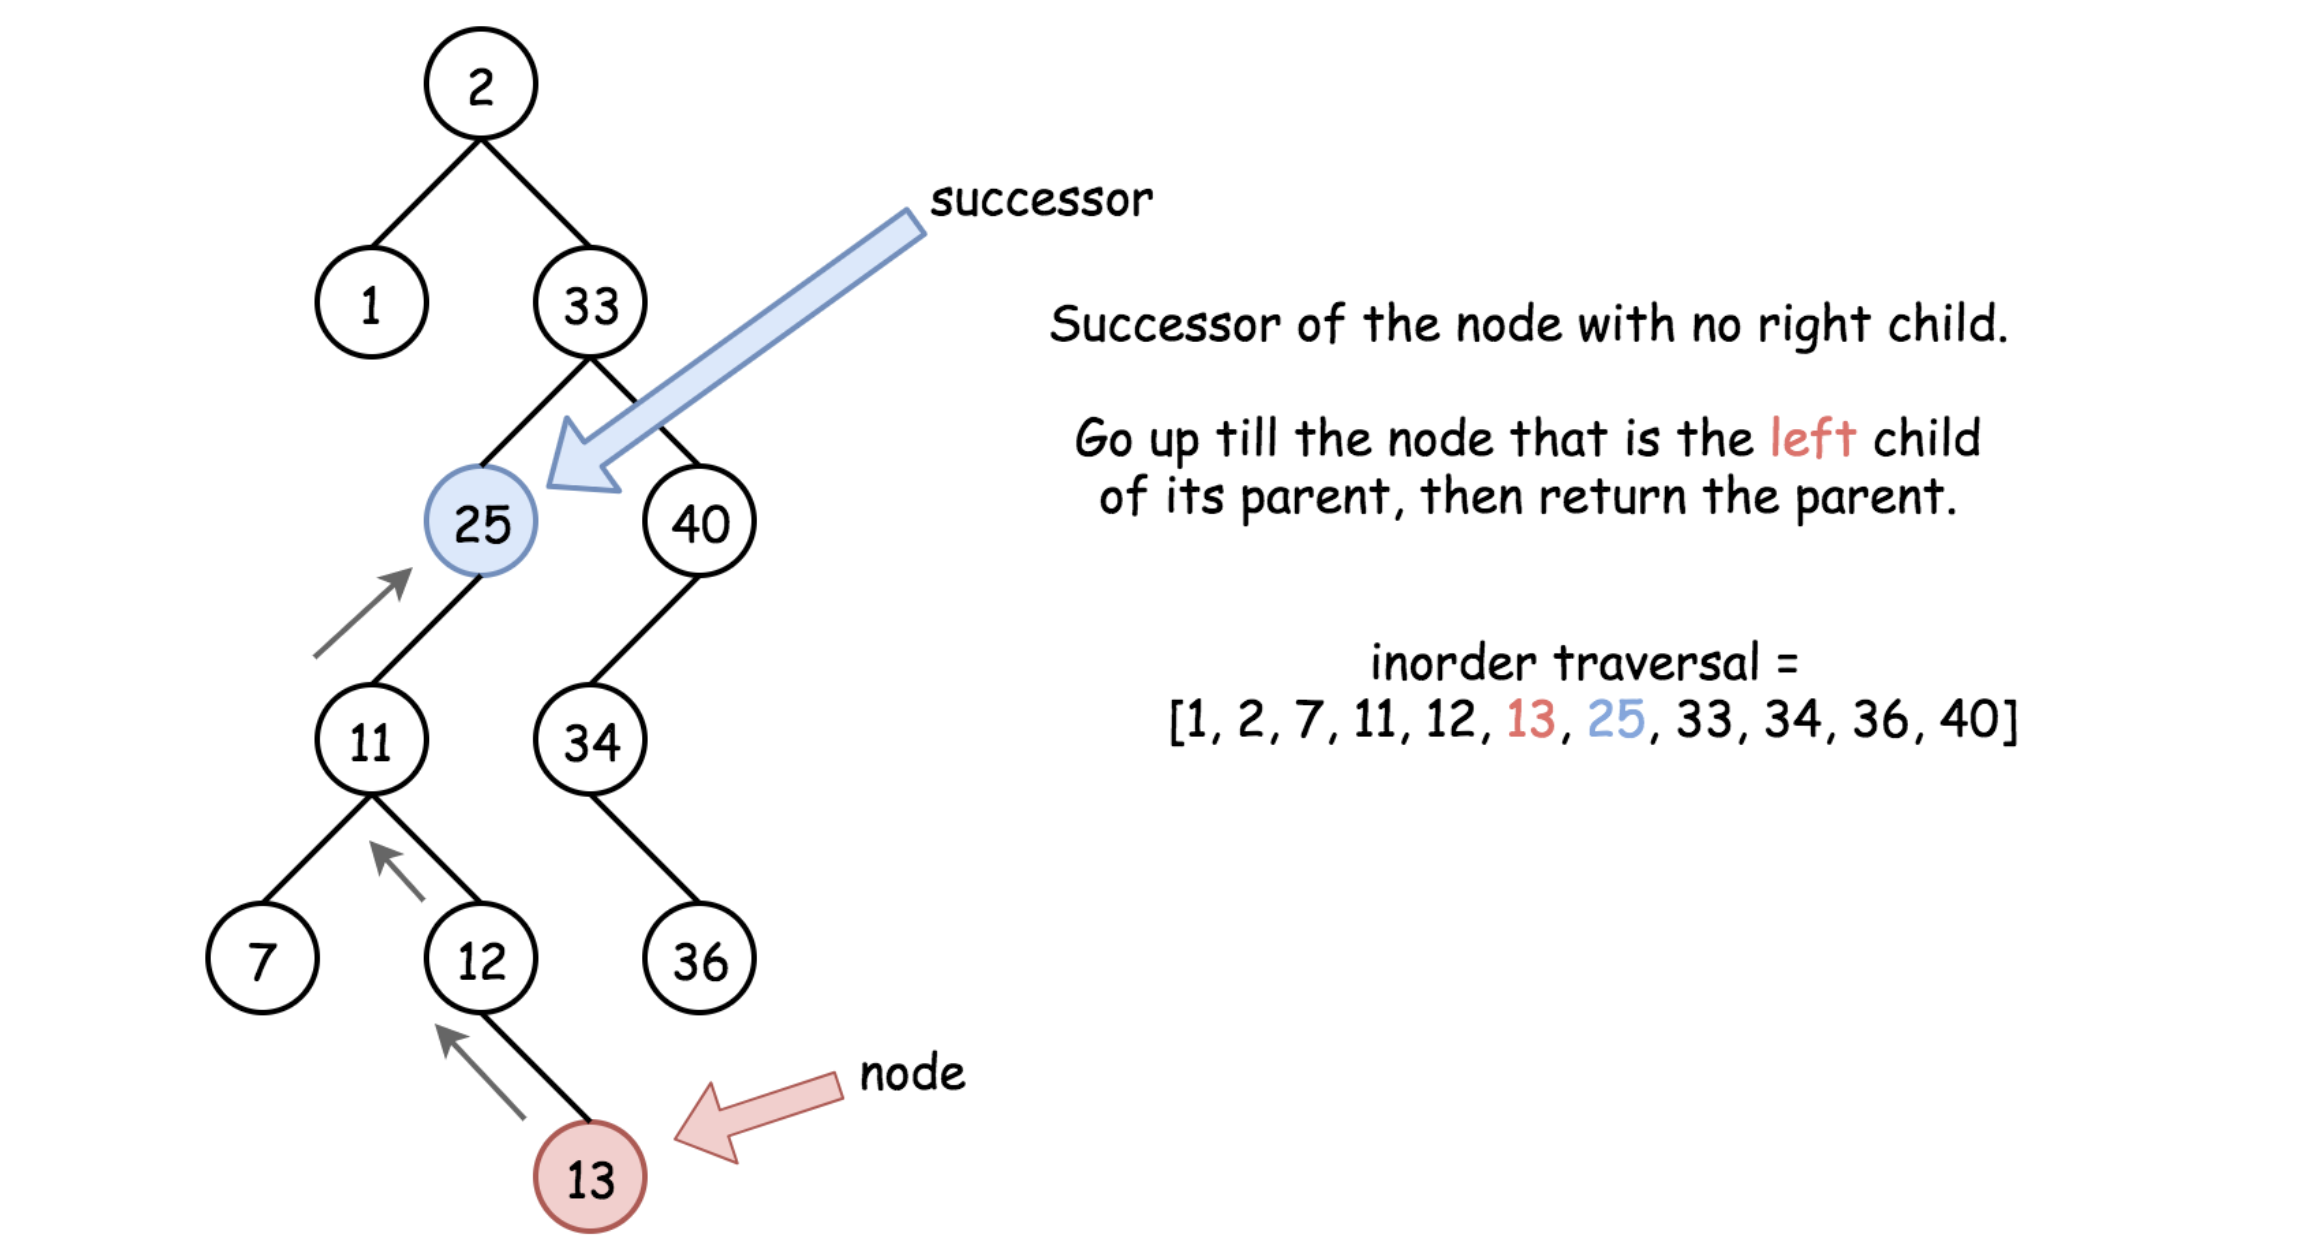 2
successor
1
33
Successor of the node with no right child.
Go up till the node that is the left child
of its parent, then return the parent.
25
40
inorder traversal =
[1, 2, 7, 11, 12, 13, 25, 33, 34, 36, 40]
11
34
7
12
36
node
13